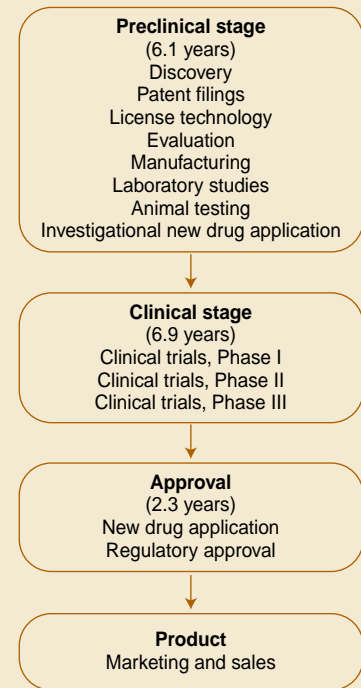 Preclinical stage
(6.1 years)
Discovery
Patent filings
License technology
Evaluation
Manufacturing
Laboratory studies
Animal testing
Investigational new drug application
Clinical stage
(6.9 years)
Clinical trials, Phase I
Clinical trials, Phase II
Clinical trials, Phase III
Approval
(2.3 years)
New drug application
Regulatory approval
Product
Marketing and sales